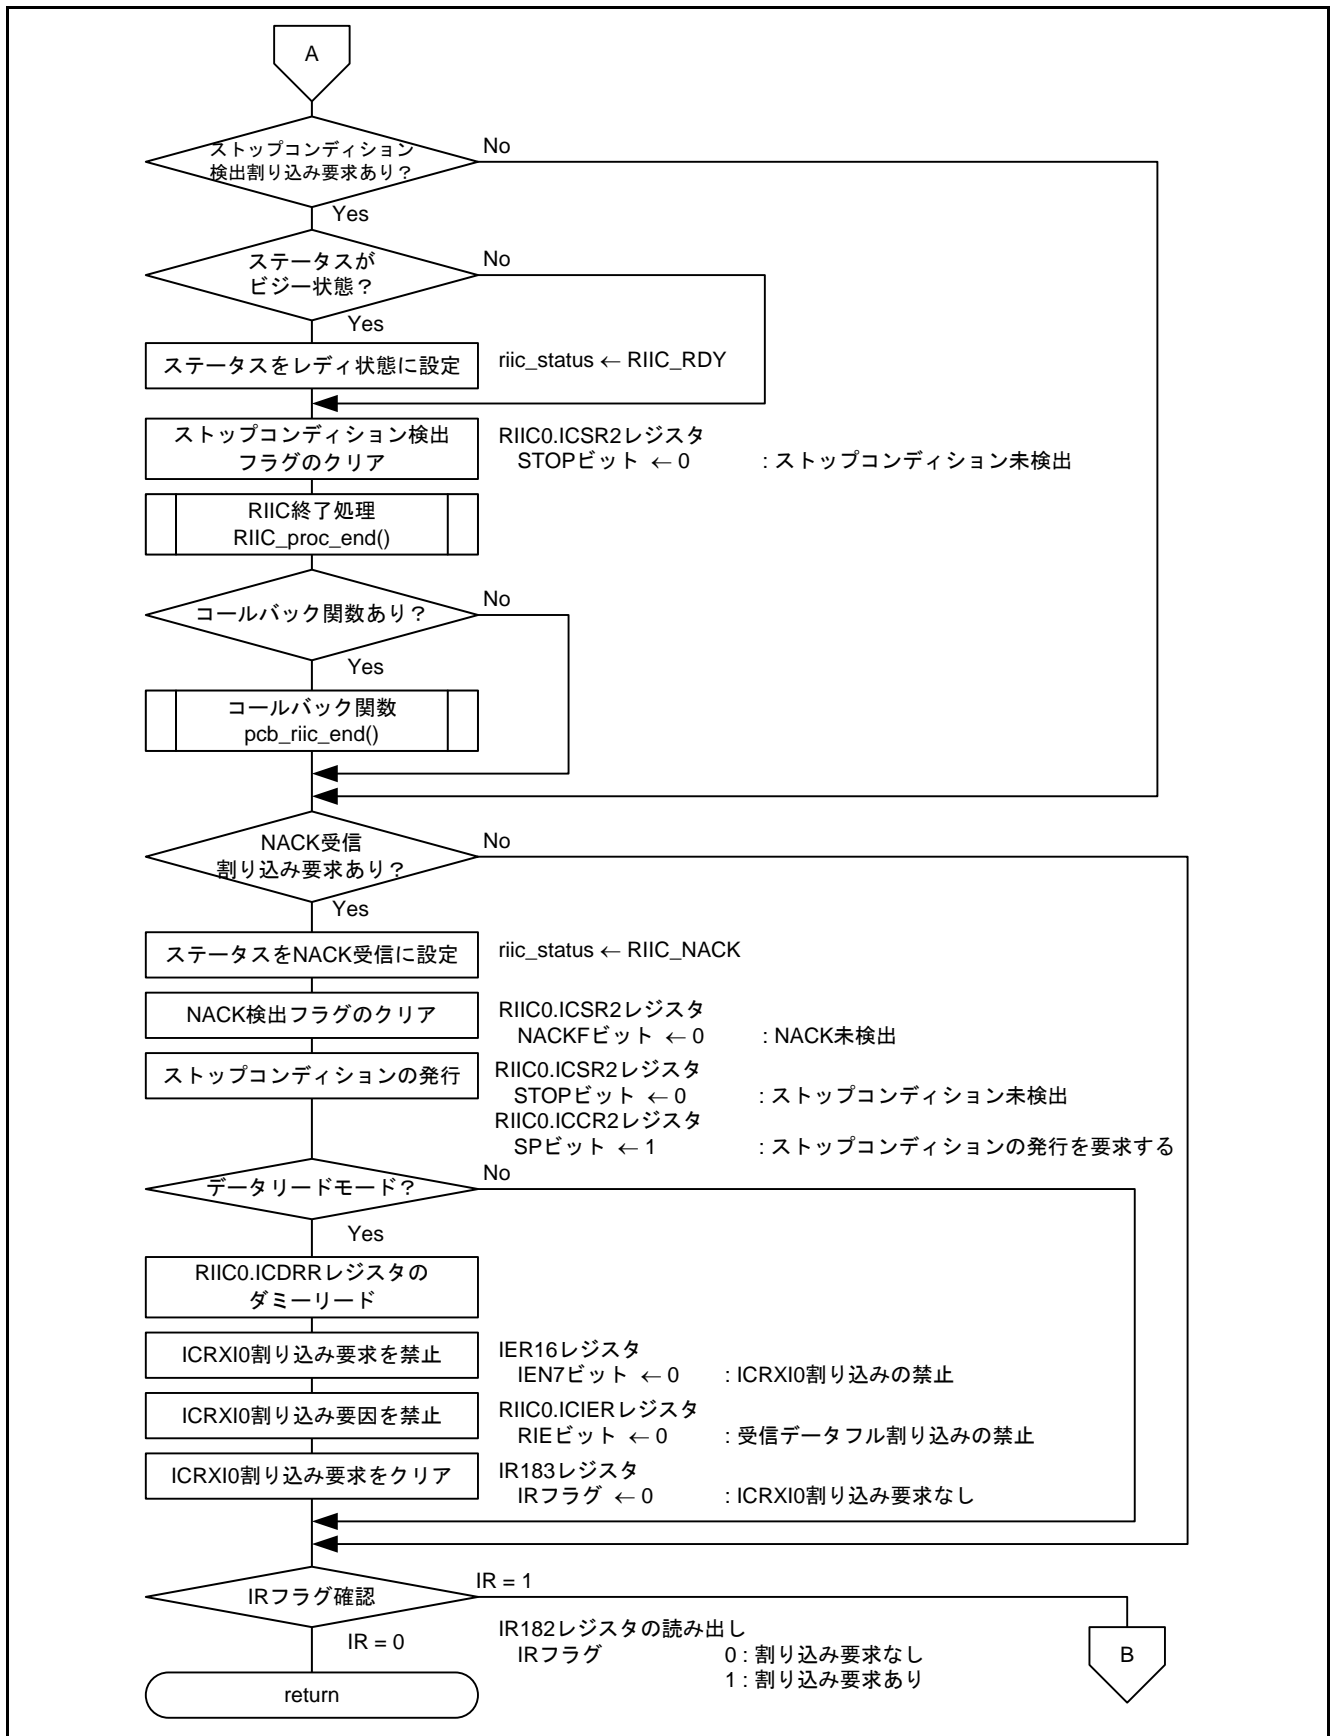 A
ストップコンディション
検出割り込み要求あり？
No
Yes
ステータスが
ビジー状態？
No
Yes
ステータスをレディ状態に設定
riic_status ← RIIC_RDY
ストップコンディション検出
フラグのクリア
RIIC0.ICSR2レジスタ
STOPビット ← 0 : ストップコンディション未検出
RIIC終了処理
RIIC_proc_end()
コールバック関数あり？
No
Yes
コールバック関数
pcb_riic_end()
NACK受信
割り込み要求あり？
No
Yes
ステータスをNACK受信に設定
riic_status ← RIIC_NACK
NACK検出フラグのクリア
RIIC0.ICSR2レジスタ
NACKFビット ← 0 : NACK未検出
ストップコンディションの発行
RIIC0.ICSR2レジスタ
STOPビット ← 0 : ストップコンディション未検出
RIIC0.ICCR2レジスタ
SPビット ← 1 : ストップコンディションの発行を要求する
データリードモード？
No
Yes
RIIC0.ICDRRレジスタの
ダミーリード
ICRXI0割り込み要求を禁止
IER16レジスタ
IEN7ビット ← 0 : ICRXI0割り込みの禁止
ICRXI0割り込み要因を禁止
RIIC0.ICIERレジスタ
RIEビット ← 0 : 受信データフル割り込みの禁止
ICRXI0割り込み要求をクリア
IR183レジスタ
IRフラグ ← 0 : ICRXI0割り込み要求なし
IRフラグ確認
IR = 1
IR = 0
IR182レジスタの読み出し
IRフラグ 0 : 割り込み要求なし
1 : 割り込み要求あり
B
return